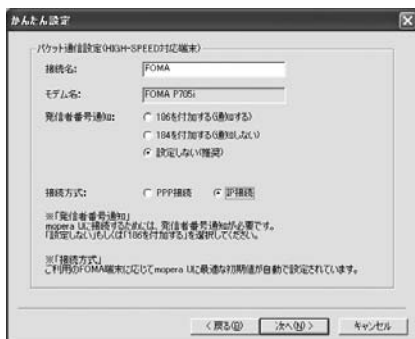 かんたん設定
パケット通信設定(HIGH-SPEED対応端末)
接続名: FOMA
モデム名: FOMA P705i
発信者番号通知: 186を付加する(通知する)
184を付加する(通知しない)
設定しない(推奨)
接続方式: PPP接続 IP接続
※「発信者番号通知」
mopera Uに接続するためには、発信者番号通知が必要です。
「設定しない」もしくは「186を付加する」を選択してください。
※「接続方式」
ご利用のFOMA端末に応じてmopera Uに最適な初期値が自動で設定されています。
< 戻る(B) 次へ(N) > キャンセル